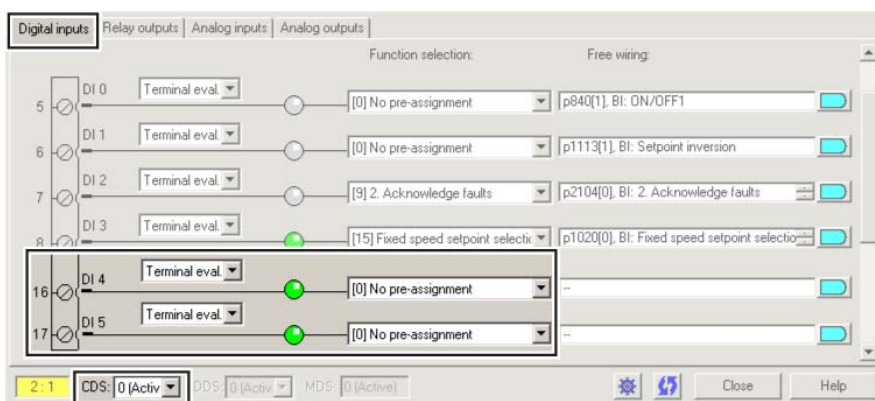 Digital inputs Relay outputs Analog inputs Analog outputs
Function selection: Free wiring:
5 DI 0 Terminal eval. [0] No pre-assignment p840[1], BI: ON/OFF1
6 DI 1 Terminal eval. [0] No pre-assignment p1113[1], BI: Setpoint inversion
7 DI 2 Terminal eval. [9] 2. Acknowledge faults p2104[0], BI: 2. Acknowledge faults
8 DI 3 Terminal eval. [15] Fixed speed setpoint selectic p1020[0], BI: Fixed speed setpoint selectio
16 DI 4 Terminal eval. [0] No pre-assignment --
17 DI 5 Terminal eval. [0] No pre-assignment --
2 : 1 CDS: 0 (Activ DDS: 0 (Activ MDS: 0 (Active) Close Help